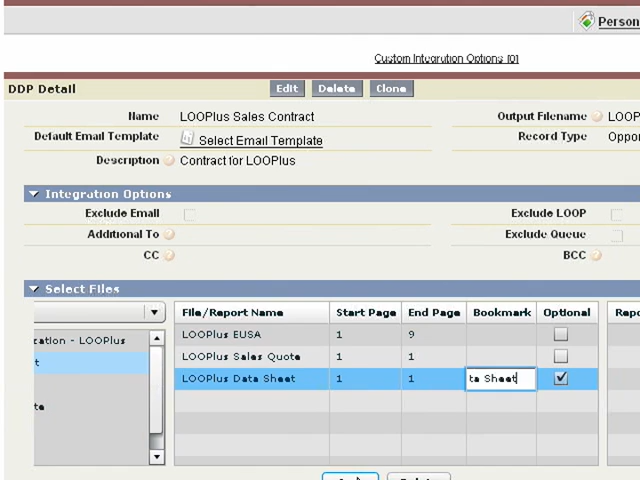 Person
Custom Integration Options [0]
DDP Detail
Edit
Delete
Clone
Name LOOPlus Sales Contract
Output Filename LOOP
Default Email Template Select Email Template
Record Type Oppor
Description Contract for LOOPlus
Integration Options
Exclude Email
Exclude LOOP
Additional To
Exclude Queue
CC
BCC
Select Files
File/Report Name Start Page End Page Bookmark Optional Repo
cation - LOOPlus
LOOPlus EUSA 1 9
t
LOOPlus Sales Quote 1 1
LOOPlus Data Sheet 1 1 ta Sheet
te